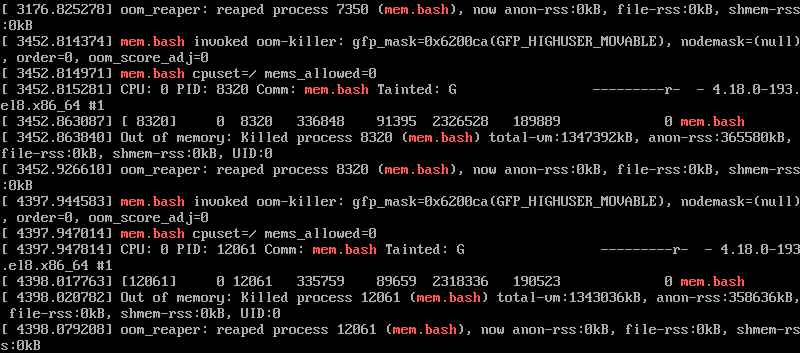 [ 3176.825278] oom_reaper: reaped process 7350 (mem.bash), now anon-rss:0kB, file-rss:0kB, shmem-rss
:0kB
[ 3452.814374] mem.bash invoked oom-killer: gfp_mask=0x6200ca(GFP_HIGHUSER_MOVABLE), nodemask=(null)
, order=0, oom_score_adj=0
[ 3452.814971] mem.bash cpuset=/ mems_allowed=0
[ 3452.815281] CPU: 0 PID: 8320 Comm: mem.bash Tainted: G                 ---------r-  - 4.18.0-193.
el8.x86_64 #1
[ 3452.863087] [ 8320]     0  8320   336848    91395  2326528   189889             0 mem.bash
[ 3452.863840] Out of memory: Killed process 8320 (mem.bash) total-vm:1347392kB, anon-rss:365580kB, 
file-rss:0kB, shmem-rss:0kB, UID:0
[ 3452.926610] oom_reaper: reaped process 8320 (mem.bash), now anon-rss:0kB, file-rss:0kB, shmem-rss
:0kB
[ 4397.944583] mem.bash invoked oom-killer: gfp_mask=0x6200ca(GFP_HIGHUSER_MOVABLE), nodemask=(null)
, order=0, oom_score_adj=0
[ 4397.947014] mem.bash cpuset=/ mems_allowed=0
[ 4397.947814] CPU: 0 PID: 12061 Comm: mem.bash Tainted: G                 ---------r-  - 4.18.0-193
.el8.x86_64 #1
[ 4398.017763] [12061]     0 12061   335759    89659  2318336   190523             0 mem.bash
[ 4398.020782] Out of memory: Killed process 12061 (mem.bash) total-vm:1343036kB, anon-rss:358636kB,
 file-rss:0kB, shmem-rss:0kB, UID:0
[ 4398.079208] oom_reaper: reaped process 12061 (mem.bash), now anon-rss:0kB, file-rss:0kB, shmem-rs
s:0kB